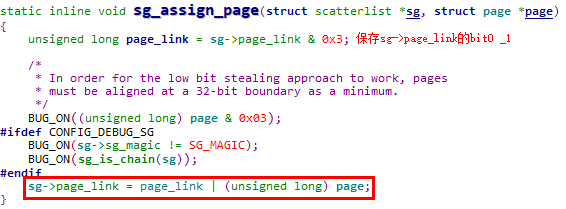 static inline void sg_assign_page(struct scatterlist *sg, struct page *page)
{
    unsigned long page_link = sg->page_link & 0x3; 保存sg->page_link的bit0 _1
    /*
     * In order for the low bit stealing approach to work, pages
     * must be aligned at a 32-bit boundary as a minimum.
     */
    BUG_ON((unsigned long) page & 0x03);
#ifdef CONFIG_DEBUG_SG
    BUG_ON(sg->sg_magic != SG_MAGIC);
    BUG_ON(sg_is_chain(sg));
#endif
    sg->page_link = page_link | (unsigned long) page;
}